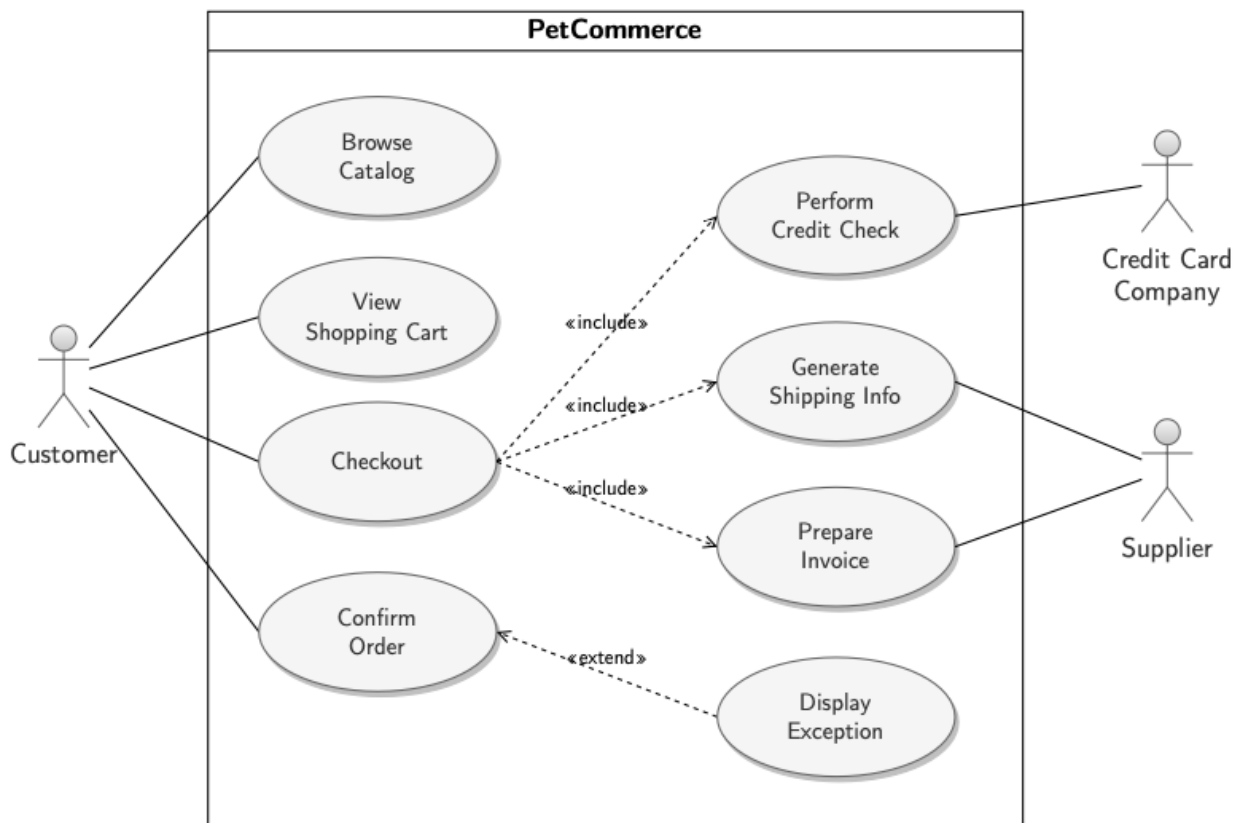 PetCommerce
Browse
Catalog
Perform
Credit Check
Credit Card
Company
View
Shopping Cart
«include»
Generate
Shipping Info
«include»
Customer
Checkout
«include»
Prepare
Invoice
Supplier
Confirm
Order
«extend»
Display
Exception